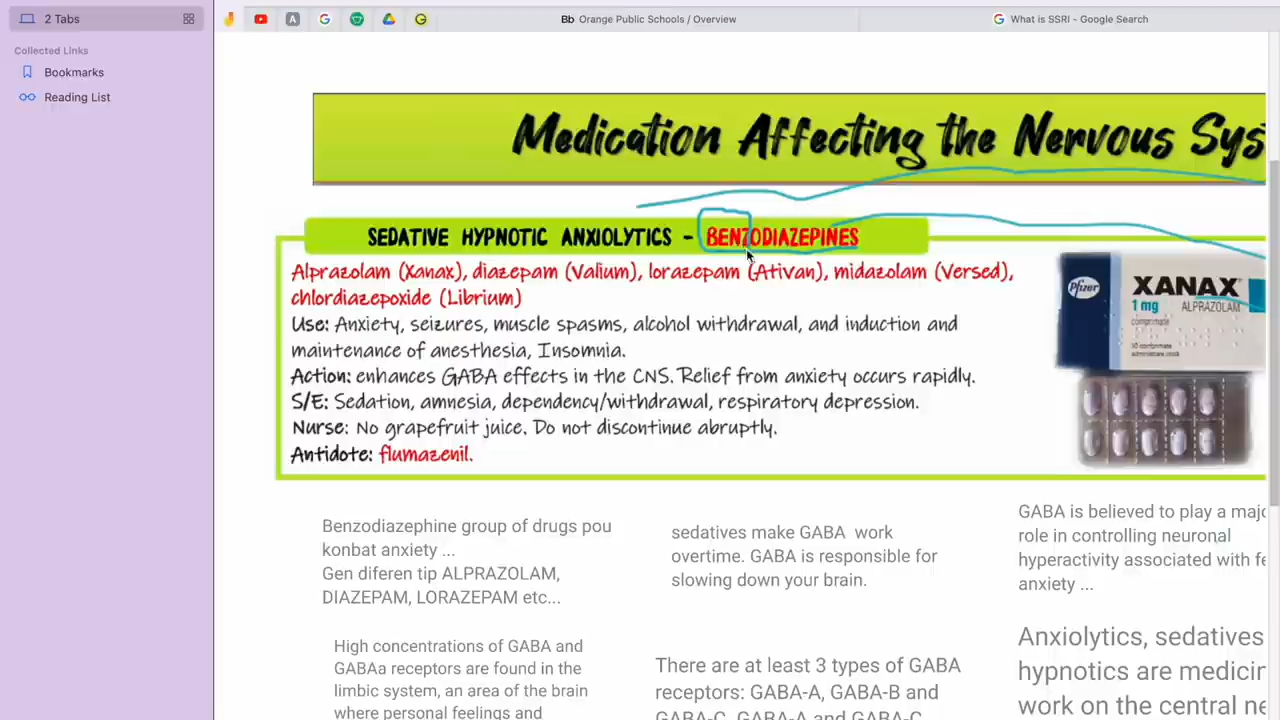 2 Tabs
Collected Links
Bookmarks
Reading List
Bb Orange Public Schools / Overview
What is SSRI - Google Search
Medication Affecting the Nervous Sys
SEDATIVE HYPNOTIC ANXIOLYTICS - BENZODIAZEPINES
Alprazolam (Xanax), diazepam (Valium), lorazepam (Ativan), midazolam (Versed),
chlordiazepoxide (Librium)
Use: Anxiety, seizures, muscle spasms, alcohol withdrawal, and induction and
maintenance of anesthesia, Insomnia.
Action: enhances GABA effects in the CNS. Relief from anxiety occurs rapidly.
S/E: Sedation, amnesia, dependency/withdrawal, respiratory depression.
Nurse: No grapefruit juice. Do not discontinue abruptly.
Antidote: flumazenil.
Pfizer
XANAX
1 mg ALPRAZOLAM
comprimate
Benzodiazephine group of drugs pou
konbat anxiety ...
Gen diferen tip ALPRAZOLAM,
DIAZEPAM, LORAZEPAM etc...
sedatives make GABA work
overtime. GABA is responsible for
slowing down your brain.
GABA is believed to play a majo
role in controlling neuronal
hyperactivity associated with fe
anxiety ...
High concentrations of GABA and
GABAa receptors are found in the
limbic system, an area of the brain
where personal feelings and
There are at least 3 types of GABA
receptors: GABA-A, GABA-B and
GABA-C. GABA-A and GABA-C
Anxiolytics, sedatives
hypnotics are medicin
work on the central ne